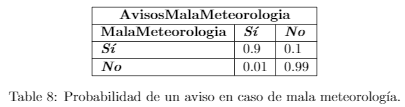 AvisosMalaMeteorologia
MalaMeteorologia Sí No
Sí 0.9 0.1
No 0.01 0.99
Table 8: Probabilidad de un aviso en caso de mala meteorología.